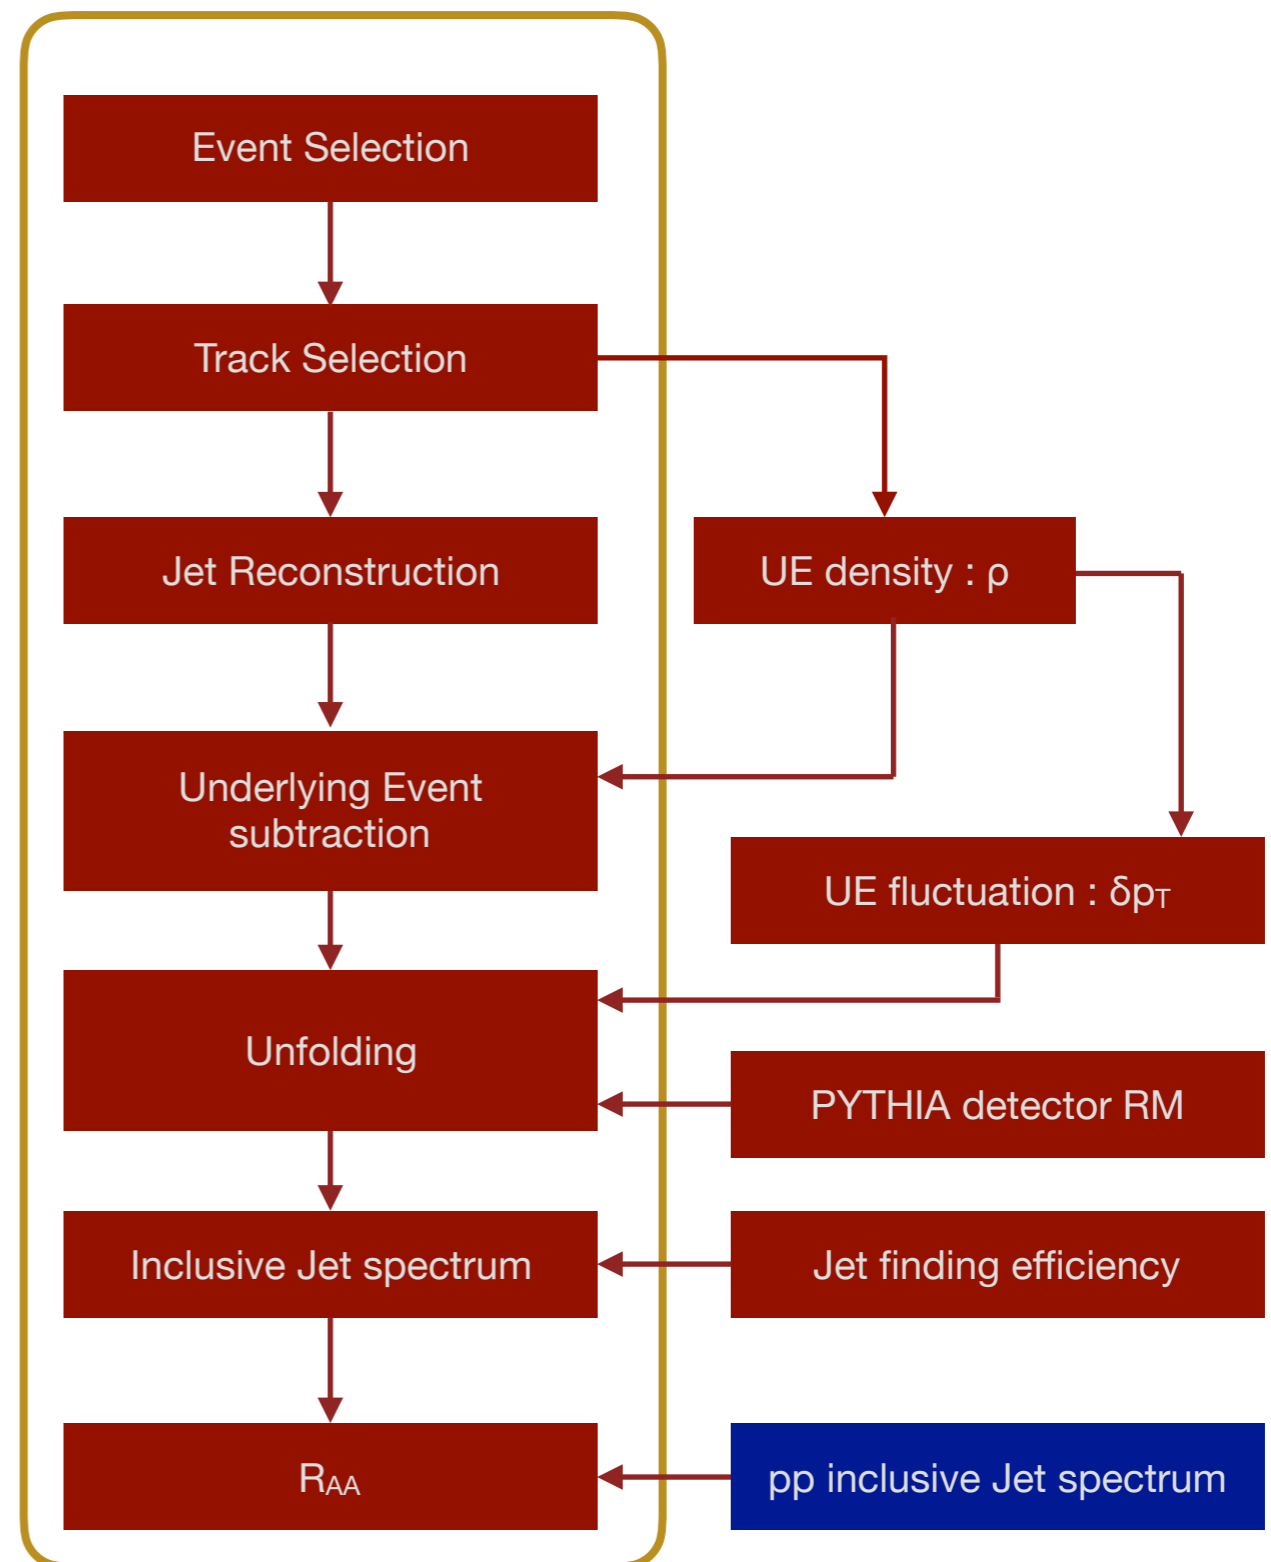 Event Selection
Track Selection
Jet Reconstruction
UE density : ρ
Underlying Event
subtraction
UE fluctuation : δpT
Unfolding
PYTHIA detector RM
Inclusive Jet spectrum
Jet finding efficiency
RAA
pp inclusive Jet spectrum